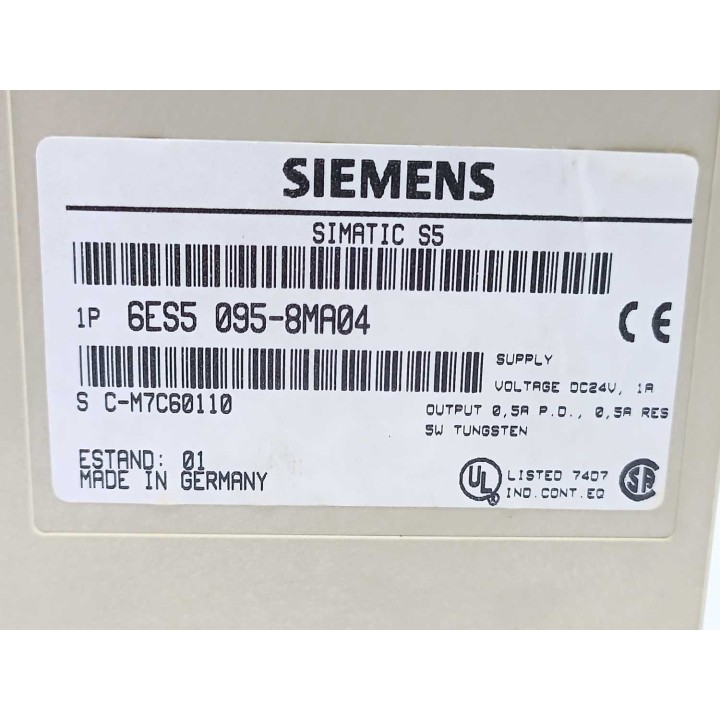 SIEMENS
SIMATIC S5
1P 6ES5 095-8MA04
CE
SUPPLY
VOLTAGE DC24V, 1A
S C-M7C60110
OUTPUT 0,5A P.D., 0,5A RES
5W TUNGSTEN
ESTAND: 01
MADE IN GERMANY
UL
LISTED 7407
IND.CONT.EQ
SA